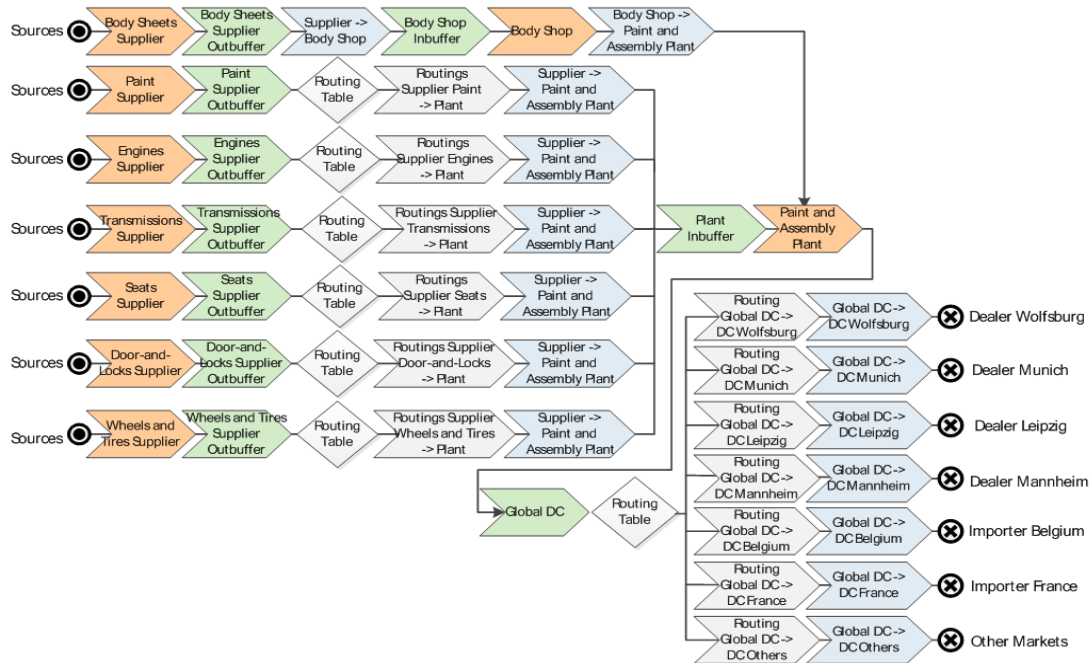 Sources
Body Sheets
Supplier
Body Sheets
Supplier
Outbuffer
Supplier ->
Body Shop
Body Shop
Inbuffer
Body Shop
Body Shop ->
Paint and
Assembly Plant
Sources
Paint
Supplier
Paint
Supplier
Outbuffer
Routing
Table
Routings
Supplier Paint
-> Plant
Supplier ->
Paint and
Assembly Plant
Sources
Engines
Supplier
Engines
Supplier
Outbuffer
Routing
Table
Routings
Supplier Engines
-> Plant
Supplier ->
Paint and
Assembly Plant
Sources
Transmissions
Supplier
Transmissions
Supplier
Outbuffer
Routing
Table
Routings Supplier
Transmissions
-> Plant
Supplier ->
Paint and
Assembly Plant
Plant
Inbuffer
Paint and
Assembly
Plant
Sources
Seats
Supplier
Seats
Supplier
Outbuffer
Routing
Table
Routings
Supplier Seats
-> Plant
Supplier ->
Paint and
Assembly Plant
Sources
Door-and-
Locks Supplier
Door-and-
Locks Supplier
Outbuffer
Routing
Table
Routings Supplier
Door-and-Locks
-> Plant
Supplier ->
Paint and
Assembly Plant
Sources
Wheels and
Tires Supplier
Wheels and Tires
Supplier
Outbuffer
Routing
Table
Routings Supplier
Wheels and Tires
-> Plant
Supplier ->
Paint and
Assembly Plant
Global DC
Routing
Table
Routing
Global DC->
DC Wolfsburg
Global DC->
DC Wolfsburg
Dealer Wolfsburg
Routing
Global DC->
DC Munich
Global DC->
DC Munich
Dealer Munich
Routing
Global DC->
DC Leipzig
Global DC->
DC Leipzig
Dealer Leipzig
Routing
Global DC->
DC Mannheim
Global DC->
DC Mannheim
Dealer Mannheim
Routing
Global DC->
DC Belgium
Global DC->
DC Belgium
Importer Belgium
Routing
Global DC->
DC France
Global DC->
DC France
Importer France
Routing
Global DC->
DC Others
Global DC->
DC Others
Other Markets